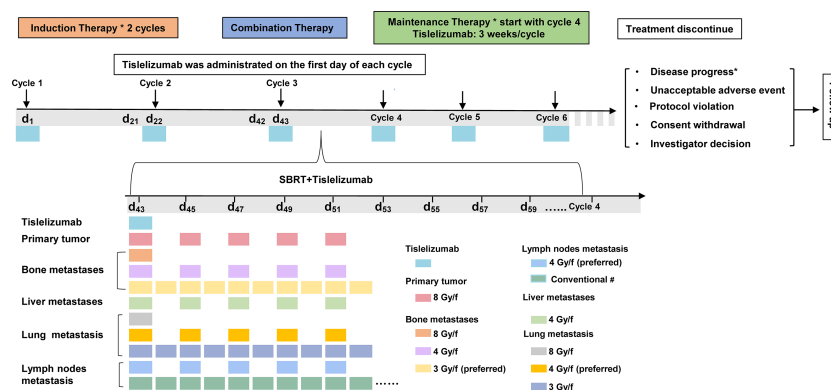 Induction Therapy * 2 cycles
Combination Therapy
Maintenance Therapy * start with cycle 4
Tislelizumab: 3 weeks/cycle
Treatment discontinue
Tislelizumab was administrated on the first day of each cycle
Cycle 1
Cycle 2
Cycle 3
d1
d21
d22
d42
d43
Cycle 4
Cycle 5
Cycle 6
• Disease progress*
• Unacceptable adverse event
• Protocol violation
• Consent withdrawal
• Investigator decision
SBRT+Tislelizumab
d43
d45
d47
d49
d51
d53
d55
d57
d59
...... Cycle 4
Tislelizumab
Primary tumor
Bone metastases
Liver metastases
Lung metastasis
Lymph nodes
metastasis
......
Tislelizumab
Primary tumor
8 Gy/f
Bone metastases
8 Gy/f
4 Gy/f
3 Gy/f (preferred)
Lymph nodes metastasis
4 Gy/f (preferred)
Conventional #
Liver metastases
4 Gy/f
Lung metastasis
8 Gy/f
4 Gy/f (preferred)
3 Gy/f